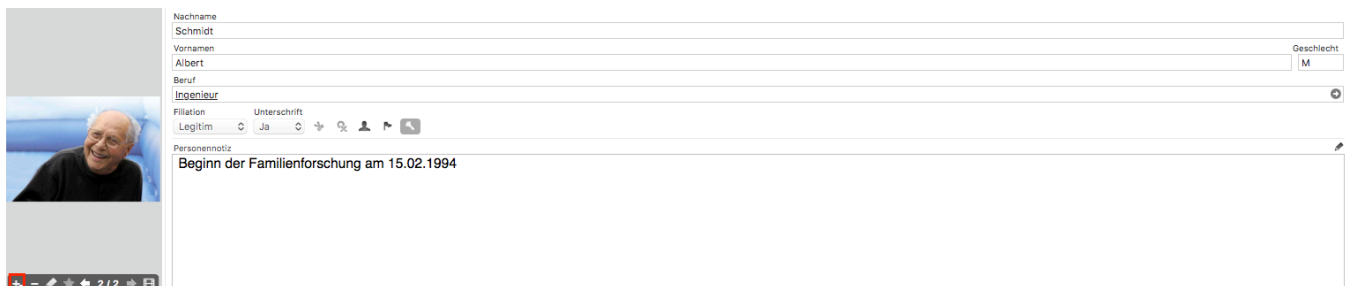 Nachname
Schmidt
Vornamen
Geschlecht
Albert
M
Beruf
Ingenieur
Filiation
Unterschrift
Legitim
Ja
Personennotiz
Beginn der Familienforschung am 15.02.1994
2/2